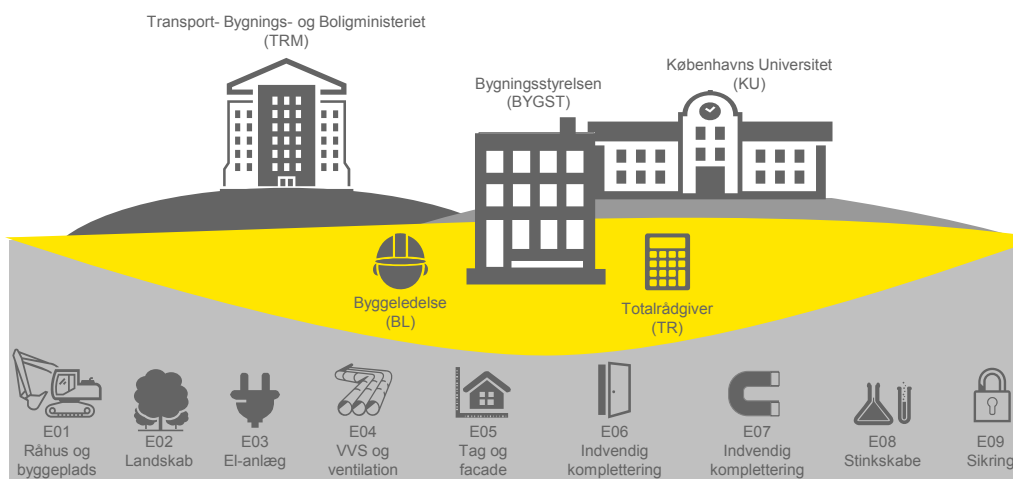 Transport- Bygnings- og Boligministeriet
(TRM)
Københavns Universitet
(KU)
Bygningsstyrelsen
(BYGST)
Byggeledelse
(BL)
Totalrådgiver
(TR)
E01
Råhus og
byggeplads
E02
Landskab
E03
El-anlæg
E04
VVS og
ventilation
E05
Tag og
facade
E06
Indvendig
komplettering
E07
Indvendig
komplettering
E08
Stinkskabe
E09
Sikring